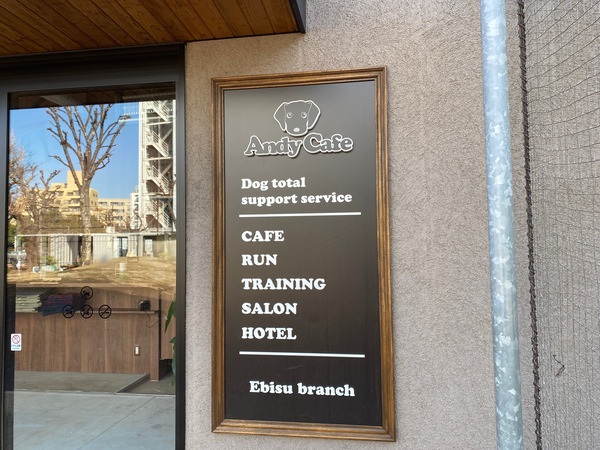 Andy Cafe
Dog total
support service
CAFE
RUN
TRAINING
SALON
HOTEL
Ebisu branch